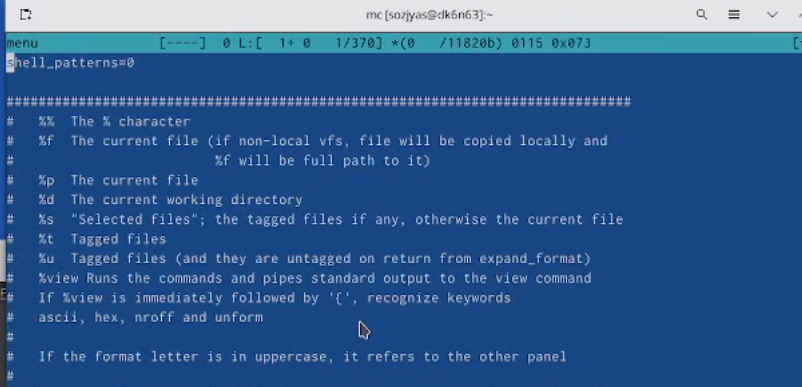 mc [sozjyas@dk6n63]:~
menu [----] 0 L:[ 1+ 0 1/370] *(0 /11820b) 0115 0x073 [
shell_patterns=0
###############################################################################
# %% The % character
# %f The current file (if non-local vfs, file will be copied locally and
# %f will be full path to it)
# %p The current file
# %d The current working directory
# %s "Selected files"; the tagged files if any, otherwise the current file
# %t Tagged files
# %u Tagged files (and they are untagged on return from expand_format)
# %view Runs the commands and pipes standard output to the view command
# If %view is immediately followed by '{', recognize keywords
# ascii, hex, nroff and unform
#
# If the format letter is in uppercase, it refers to the other panel
#